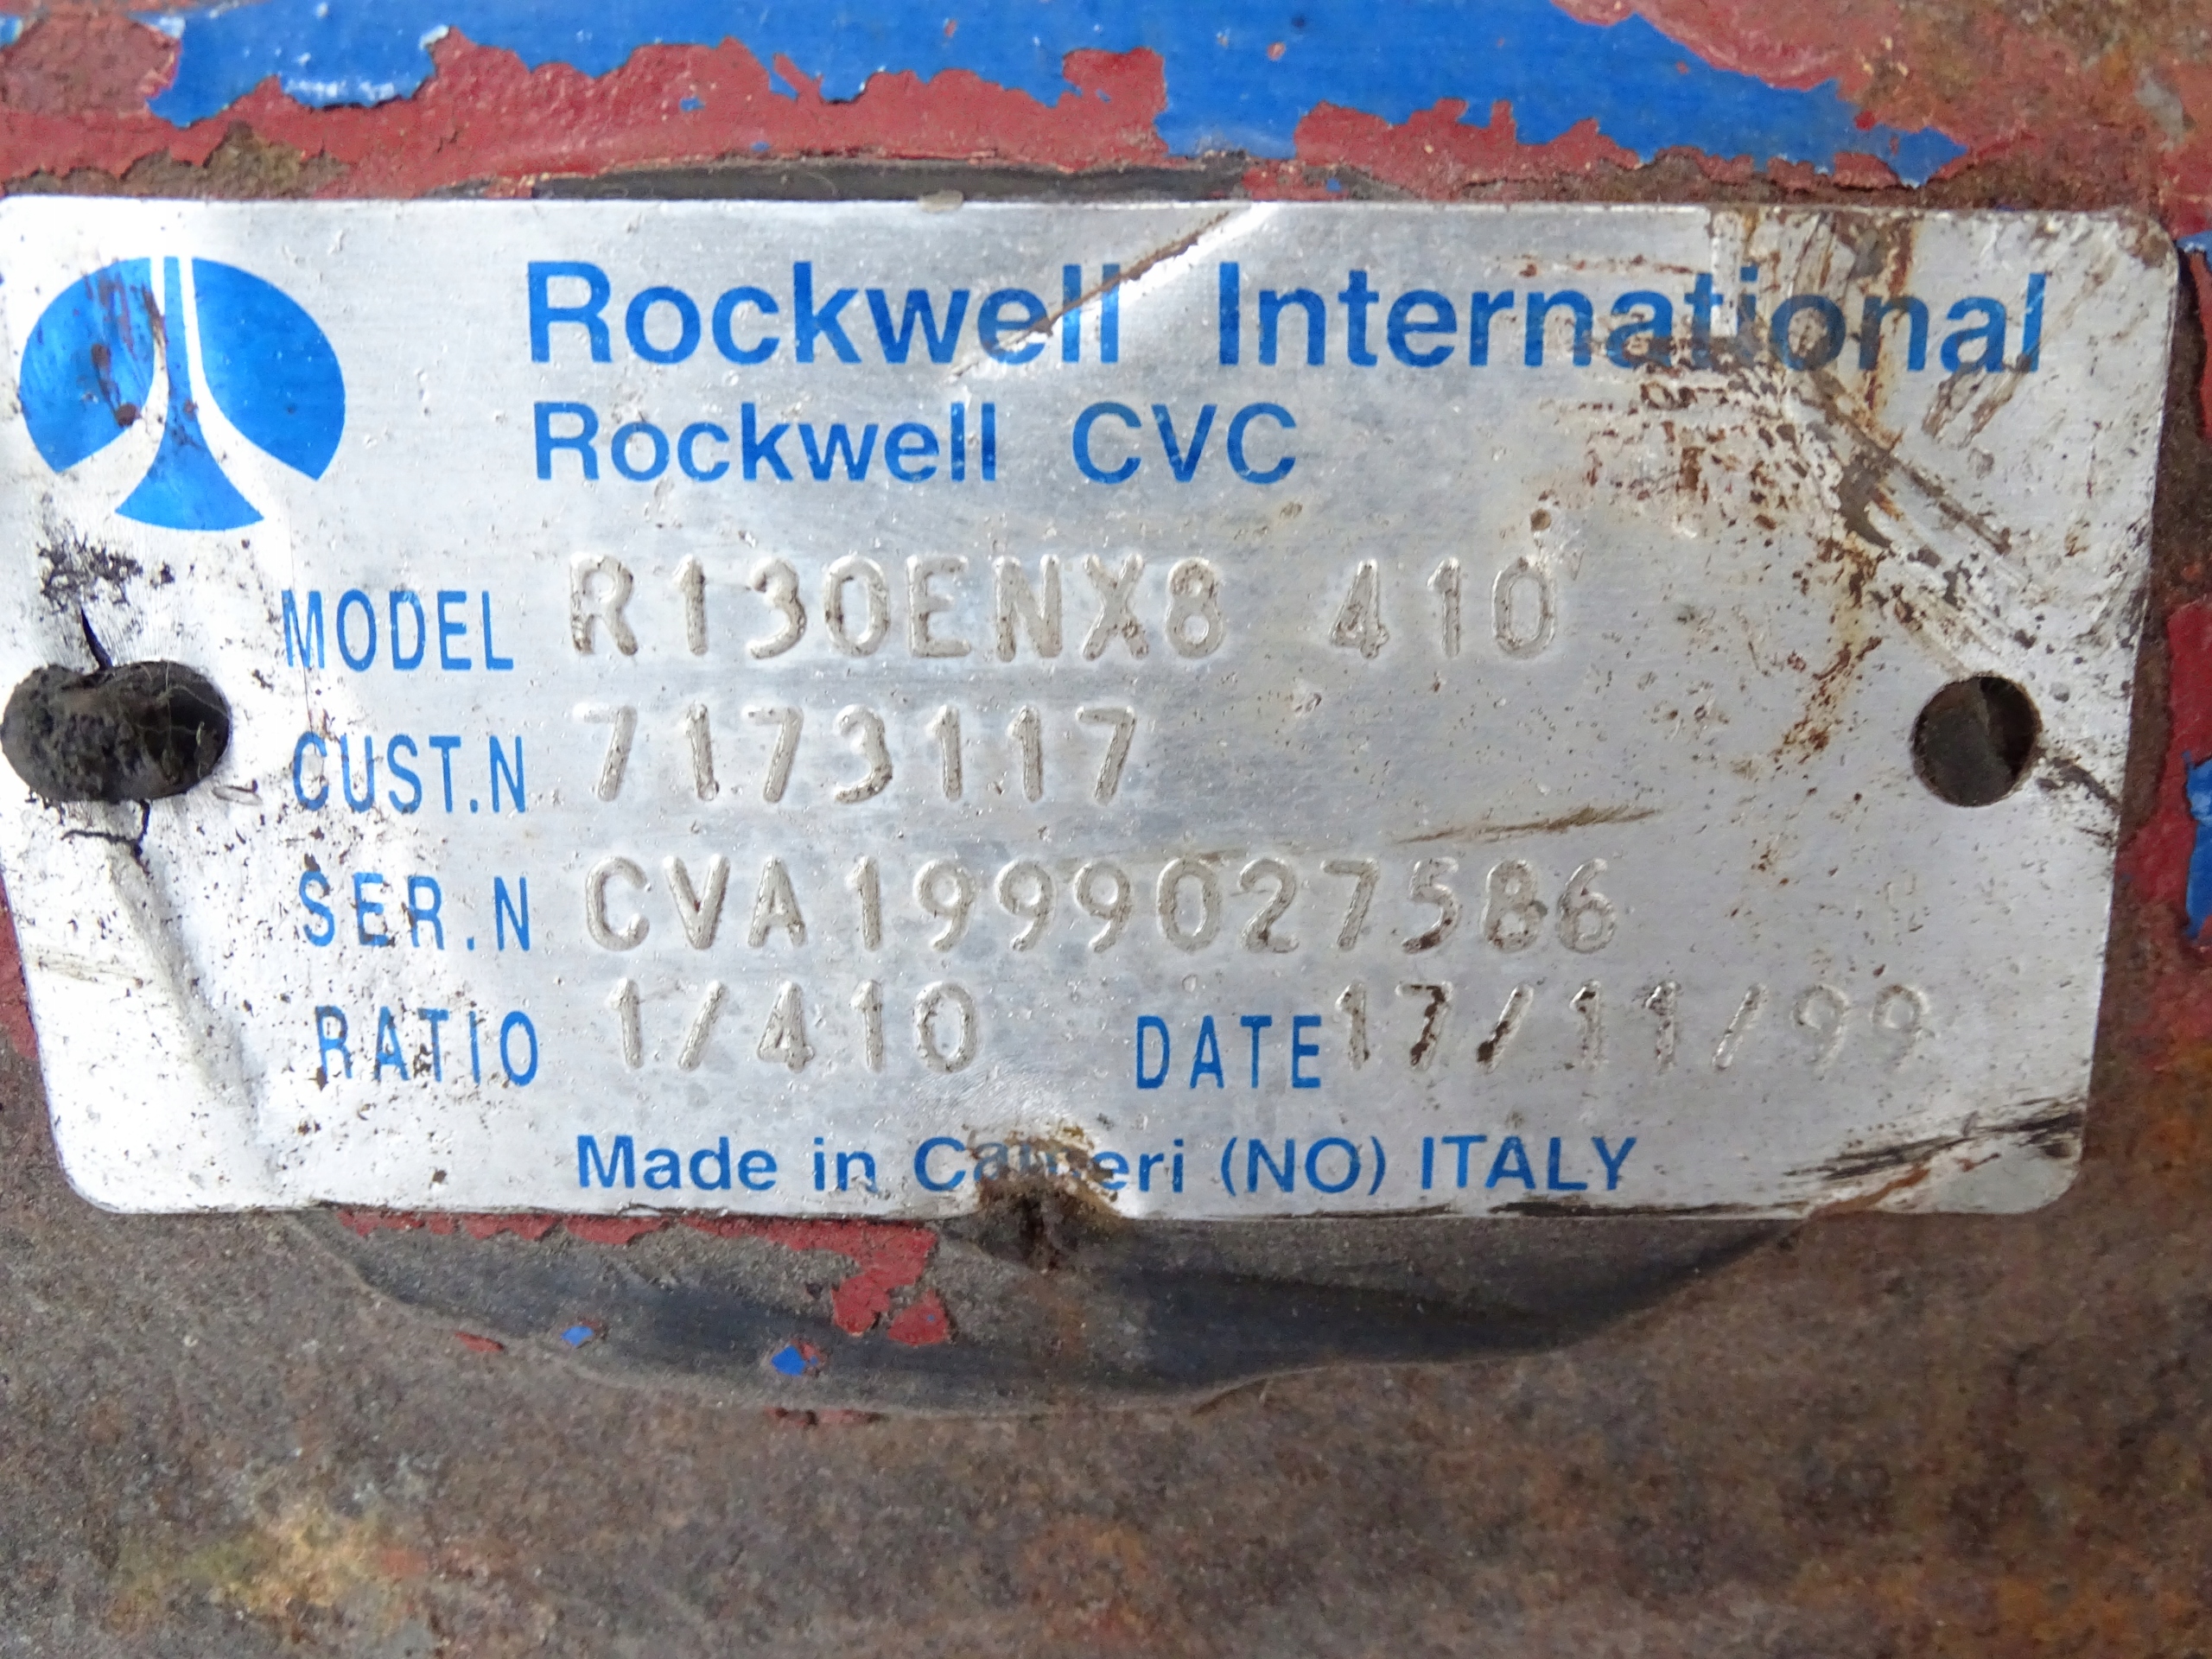 Rockwell International
Rockwell CVC
MODEL R130ENX8 410
CUST.N 7173117
SER.N CVA1999027586
RATIO 1/410 DATE 17/11/99
Made in (NO) ITALY